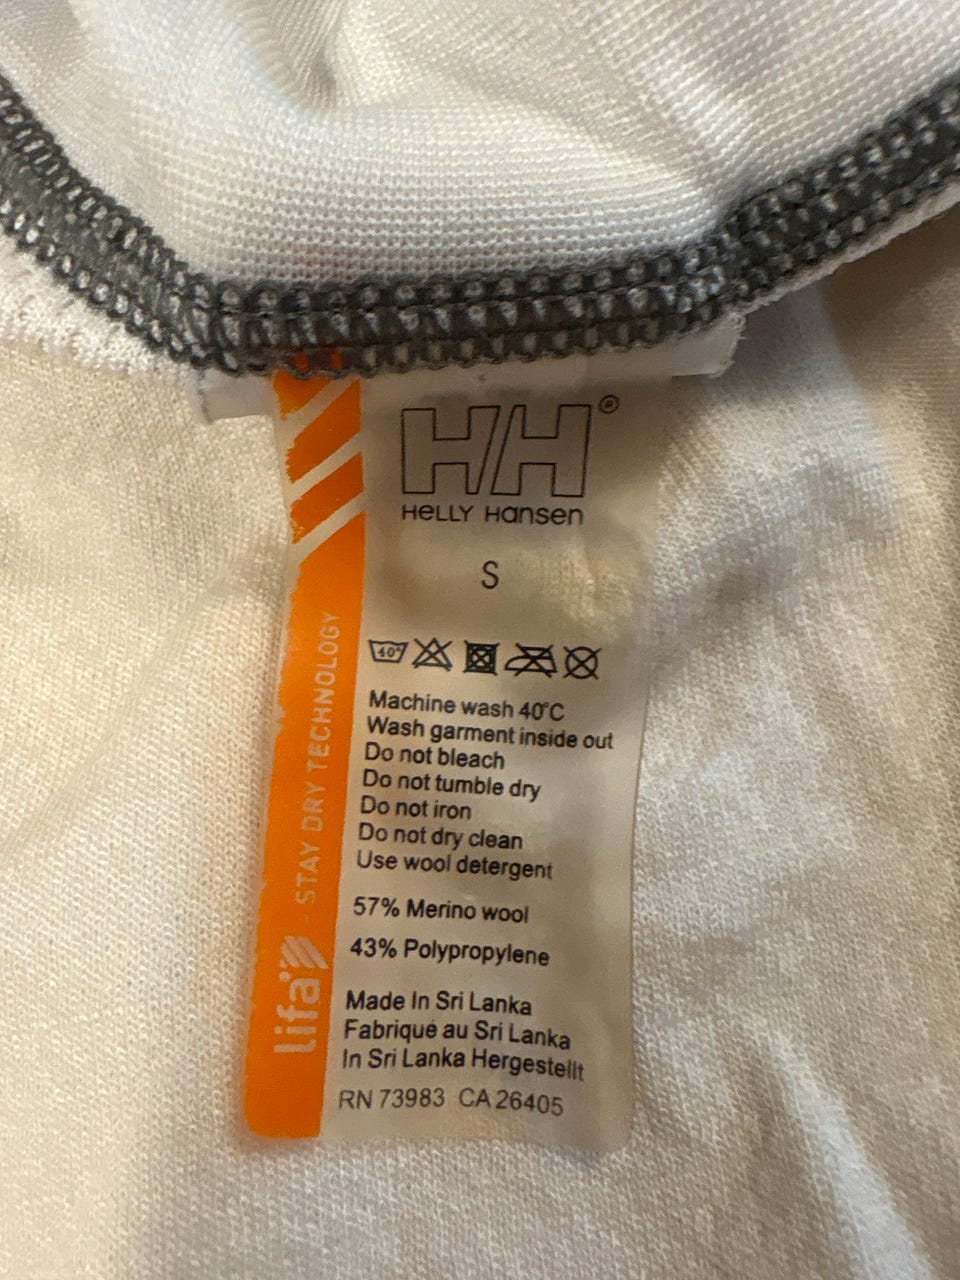 HH®
HELLY HANSEN
S
40°
Machine wash 40°C
Wash garment inside out
Do not bleach
Do not tumble dry
Do not iron
Do not dry clean
Use wool detergent
57% Merino wool
43% Polypropylene
Made In Sri Lanka
Fabriqué au Sri Lanka
In Sri Lanka Hergestellt
RN 73983 CA 26405
lifa - STAY DRY TECHNOLOGY